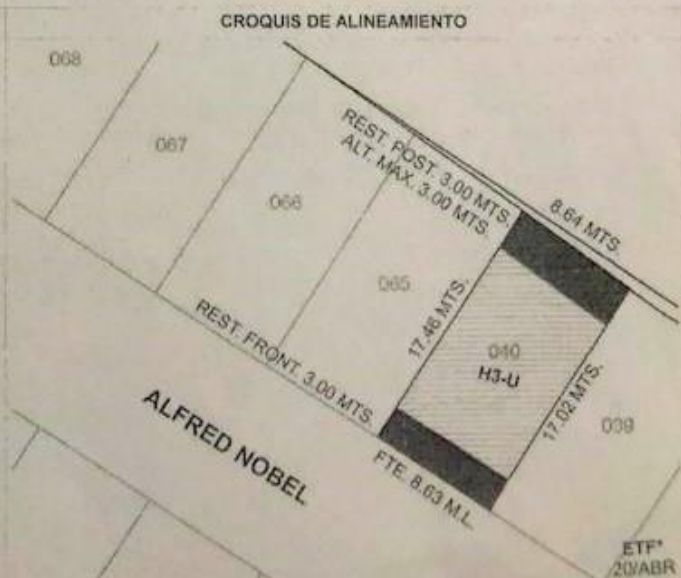 CROQUIS DE ALINEAMIENTO
068
067
066
065
REST. POST. 3.00 MTS.
ALT. MAX. 3.00 MTS.
8.64 MTS.
17.46 MTS.
040
H3-U
17.02 MTS.
039
REST. FRONT. 3.00 MTS.
FTE. 8.63 M.L.
ALFRED NOBEL
ETF*
20/ABR